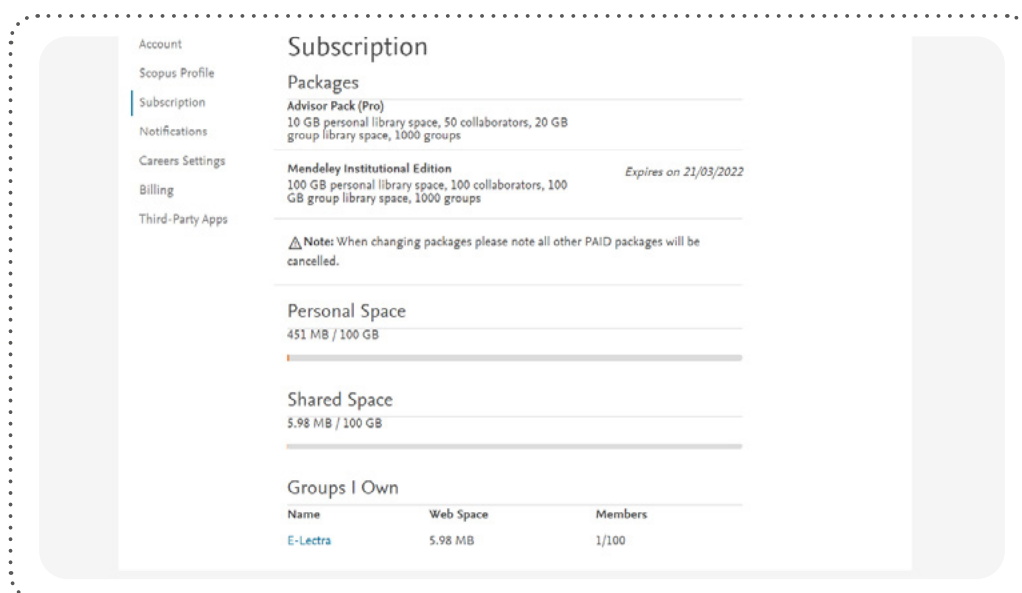 Account
Scopus Profile
Subscription
Notifications
Careers Settings
Billing
Third-Party Apps
Subscription
Packages
Advisor Pack (Pro)
10 GB personal library space, 50 collaborators, 20 GB
group library space, 1000 groups
Mendeley Institutional Edition
Expires on 21/03/2022
100 GB personal library space, 100 collaborators, 100
GB group library space, 1000 groups
⚠ Note: When changing packages please note all other PAID packages will be
cancelled.
Personal Space
451 MB / 100 GB
Shared Space
5.98 MB / 100 GB
Groups I Own
Name Web Space Members
E-Lectra 5.98 MB 1/100